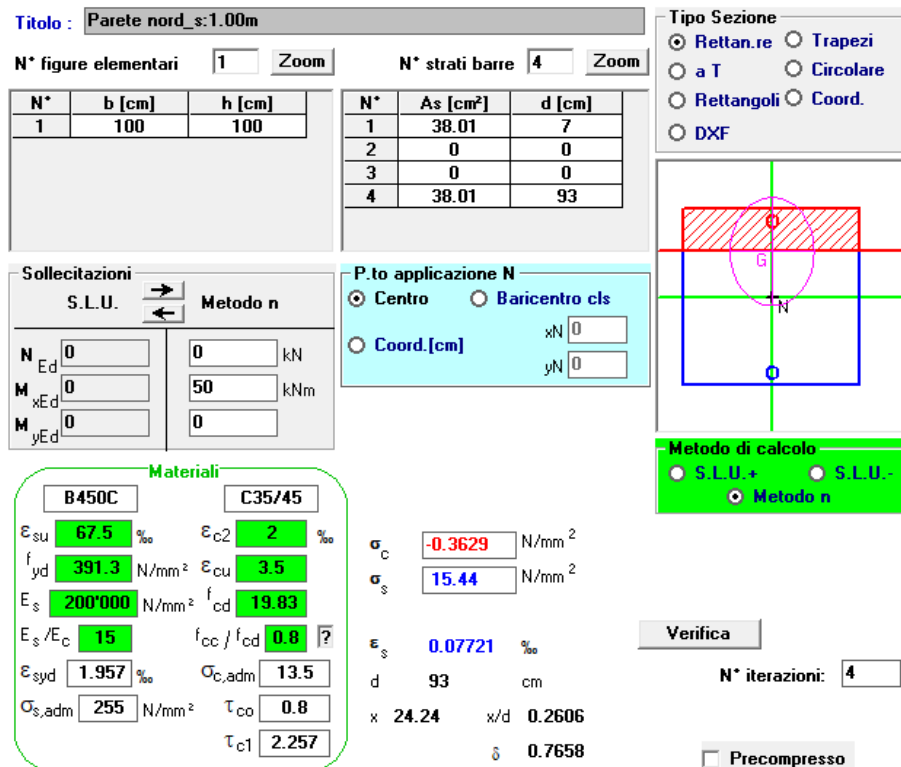 Titolo : Parete nord_s:1.00m
N° figure elementari 1 Zoom N° strati barre 4 Zoom
N° b [cm] h [cm]
1 100 100
N° As [cm²] d [cm]
1 38.01 7
2 0 0
3 0 0
4 38.01 93
Tipo Sezione
Rettan.re Trapezi
a T Circolare
Rettangoli Coord.
DXF
G
N
Sollecitazioni
S.L.U. Metodo n
N Ed 0 0 kN
M xEd 0 50 kNm
M yEd 0 0
P.to applicazione N
Centro Baricentro cls
Coord.[cm] xN 0
yN 0
Metodo di calcolo
S.L.U.+ S.L.U.-
Metodo n
Materiali
B450C C35/45
εsu 67.5 ‰ εc2 2 ‰
fyd 391.3 N/mm² εcu 3.5
Es 200'000 N/mm² fcd 19.83
Es/Ec 15 fcc / fcd 0.8 ?
εsyd 1.957 ‰ σc,adm 13.5
σs,adm 255 N/mm² τco 0.8
τc1 2.257
σc -0.3629 N/mm²
σs 15.44 N/mm²
εs 0.07721 ‰
d 93 cm
x 24.24 x/d 0.2606
δ 0.7658
Verifica
N° iterazioni: 4
Precompresso